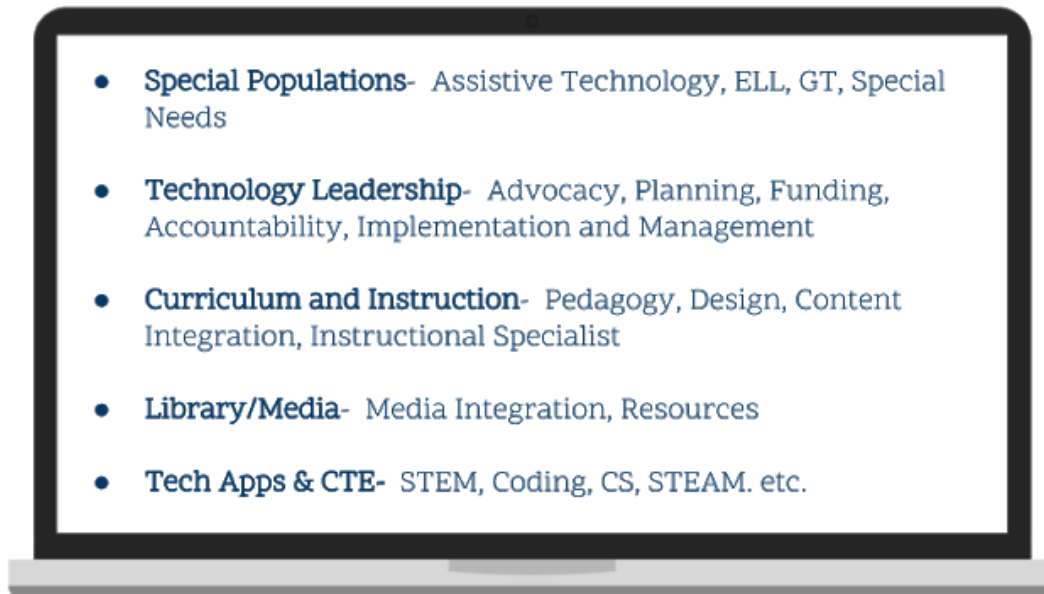 ● Special Populations- Assistive Technology, ELL, GT, Special
Needs
● Technology Leadership- Advocacy, Planning, Funding,
Accountability, Implementation and Management
● Curriculum and Instruction- Pedagogy, Design, Content
Integration, Instructional Specialist
● Library/Media- Media Integration, Resources
● Tech Apps & CTE- STEM, Coding, CS, STEAM. etc.